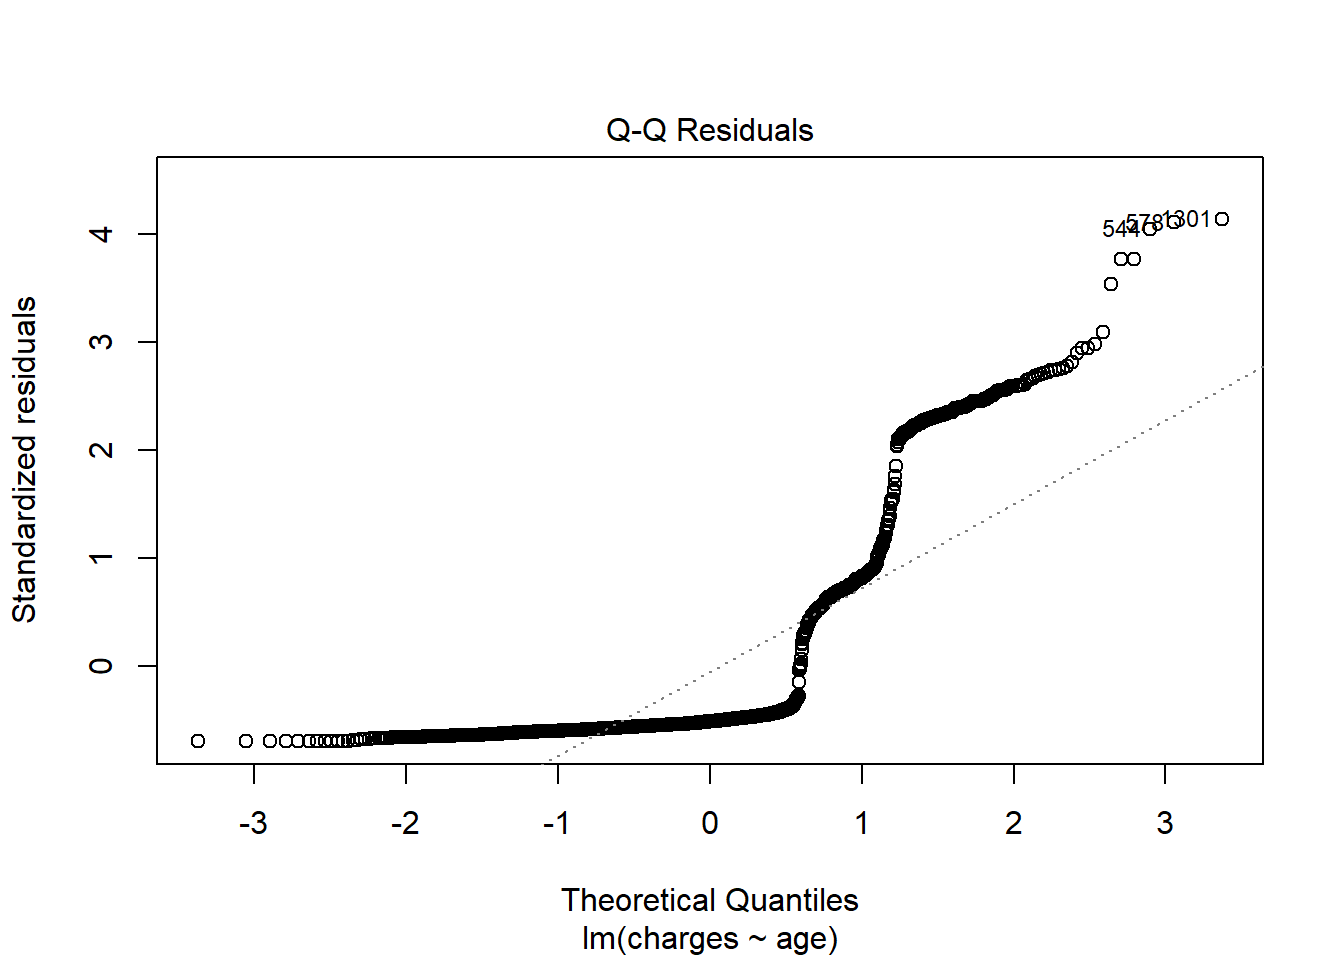 Q-Q Residuals
544 578 1301
4
3
2
1
0
Standardized residuals
-3 -2 -1 0 1 2 3
Theoretical Quantiles
lm(charges ~ age)